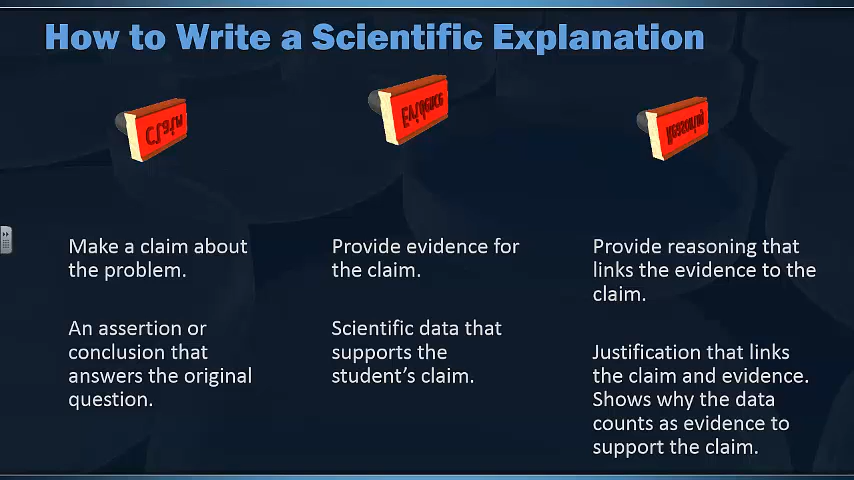 How to Write a Scientific Explanation
Claim
Evidence
Reasoning
Make a claim about
the problem.
An assertion or
conclusion that
answers the original
question.
Provide evidence for
the claim.
Scientific data that
supports the
student’s claim.
Provide reasoning that
links the evidence to the
claim.
Justification that links
the claim and evidence.
Shows why the data
counts as evidence to
support the claim.